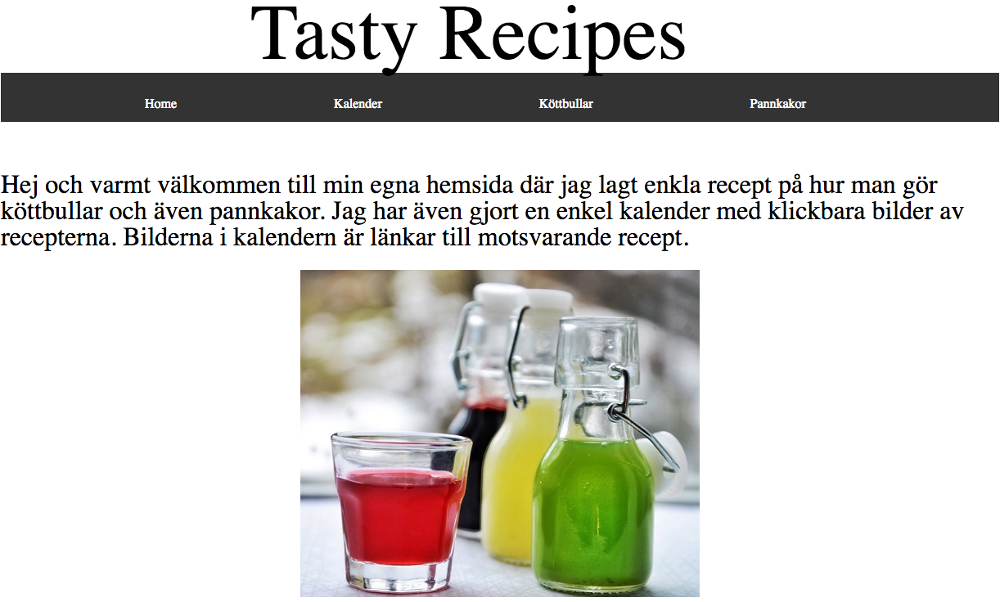 Tasty Recipes
Home Kalender Köttbullar Pannkakor
Hej och varmt välkommen till min egna hemsida där jag lagt enkla recept på hur man gör
köttbullar och även pannkakor. Jag har även gjort en enkel kalender med klickbara bilder av
recepterna. Bilderna i kalendern är länkar till motsvarande recept.